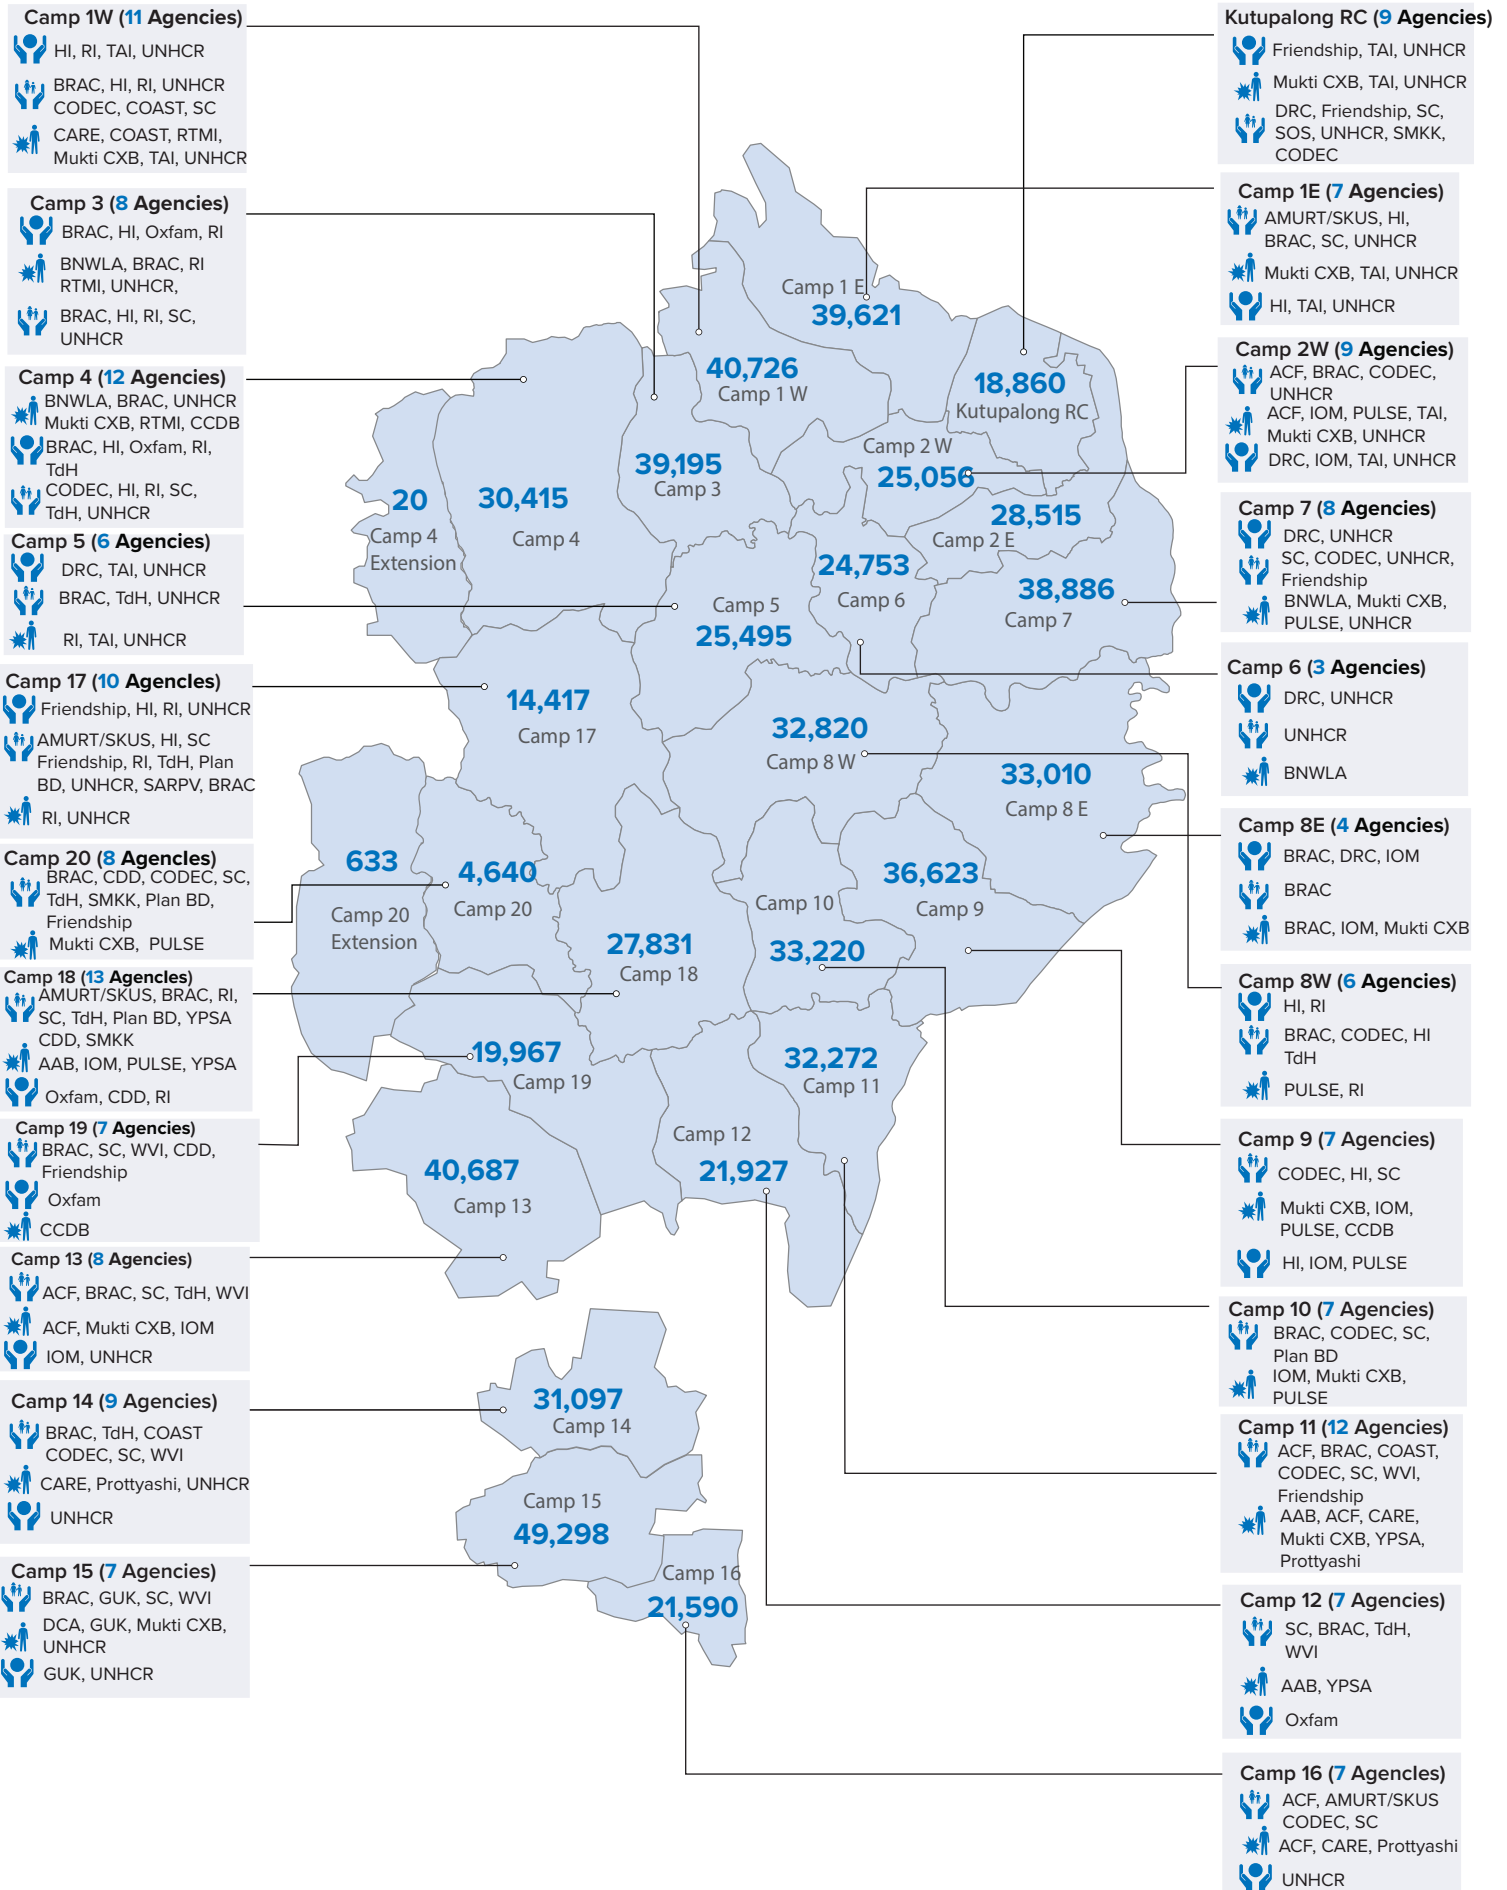 Camp 1W (11 Agencies)
HI, RI, TAI, UNHCR
BRAC, HI, RI, UNHCR
CODEC, COAST, SC
CARE, COAST, RTMI,
Mukti CXB, TAI, UNHCR
Camp 3 (8 Agencies)
BRAC, HI, Oxfam, RI
BNWLA, BRAC, RI
RTMI, UNHCR,
BRAC, HI, RI, SC,
UNHCR
Camp 4 (12 Agencies)
BNWLA, BRAC, UNHCR
Mukti CXB, RTMI, CCDB
BRAC, HI, Oxfam, RI,
TdH
CODEC, HI, RI, SC,
TdH, UNHCR
Camp 5 (6 Agencies)
DRC, TAI, UNHCR
BRAC, TdH, UNHCR
RI, TAI, UNHCR
Camp 17 (10 Agencles)
Friendship, HI, RI, UNHCR
AMURT/SKUS, HI, SC
Friendship, RI, TdH, Plan
BD, UNHCR, SARPV, BRAC
RI, UNHCR
Camp 20 (8 Agencles)
BRAC, CDD, CODEC, SC,
TdH, SMKK, Plan BD,
Friendship
Mukti CXB, PULSE
Camp 18 (13 Agencles)
AMURT/SKUS, BRAC, RI,
SC, TdH, Plan BD, YPSA
CDD, SMKK
AAB, IOM, PULSE, YPSA
Oxfam, CDD, RI
Camp 19 (7 Agencies)
BRAC, SC, WVI, CDD,
Friendship
Oxfam
CCDB
Camp 13 (8 Agencies)
ACF, BRAC, SC, TdH, WVI
ACF, Mukti CXB, IOM
IOM, UNHCR
Camp 14 (9 Agencies)
BRAC, TdH, COAST
CODEC, SC, WVI
CARE, Prottyashi, UNHCR
UNHCR
Camp 15 (7 Agencies)
BRAC, GUK, SC, WVI
DCA, GUK, Mukti CXB,
UNHCR
GUK, UNHCR
Camp 1 E
39,621
40,726
Camp 1 W
18,860
Kutupalong RC
39,195
Camp 3
Camp 2 W
25,056
20
Camp 4
Extension
30,415
Camp 4
28,515
Camp 2 E
24,753
Camp 6
38,886
Camp 7
Camp 5
25,495
14,417
Camp 17
32,820
Camp 8 W
33,010
Camp 8 E
633
Camp 20
Extension
4,640
Camp 20
36,623
Camp 9
Camp 10
33,220
27,831
Camp 18
19,967
Camp 19
32,272
Camp 11
Camp 12
21,927
40,687
Camp 13
31,097
Camp 14
Camp 15
49,298
Camp 16
21,590
Kutupalong RC (9 Agencies)
Friendship, TAI, UNHCR
Mukti CXB, TAI, UNHCR
DRC, Friendship, SC,
SOS, UNHCR, SMKK,
CODEC
Camp 1E (7 Agencies)
AMURT/SKUS, HI,
BRAC, SC, UNHCR
Mukti CXB, TAI, UNHCR
HI, TAI, UNHCR
Camp 2W (9 Agencies)
ACF, BRAC, CODEC,
UNHCR
ACF, IOM, PULSE, TAI,
Mukti CXB, UNHCR
DRC, IOM, TAI, UNHCR
Camp 7 (8 Agencies)
DRC, UNHCR
SC, CODEC, UNHCR,
Friendship
BNWLA, Mukti CXB,
PULSE, UNHCR
Camp 6 (3 Agencies)
DRC, UNHCR
UNHCR
BNWLA
Camp 8E (4 Agencies)
BRAC, DRC, IOM
BRAC
BRAC, IOM, Mukti CXB
Camp 8W (6 Agencies)
HI, RI
BRAC, CODEC, HI
TdH
PULSE, RI
Camp 9 (7 Agencies)
CODEC, HI, SC
Mukti CXB, IOM,
PULSE, CCDB
HI, IOM, PULSE
Camp 10 (7 Agencies)
BRAC, CODEC, SC,
Plan BD
IOM, Mukti CXB,
PULSE
Camp 11 (12 Agencies)
ACF, BRAC, COAST,
CODEC, SC, WVI,
Friendship
AAB, ACF, CARE,
Mukti CXB, YPSA,
Prottyashi
Camp 12 (7 Agencies)
SC, BRAC, TdH,
WVI
AAB, YPSA
Oxfam
Camp 16 (7 Agencles)
ACF, AMURT/SKUS
CODEC, SC
ACF, CARE, Prottyashi
UNHCR